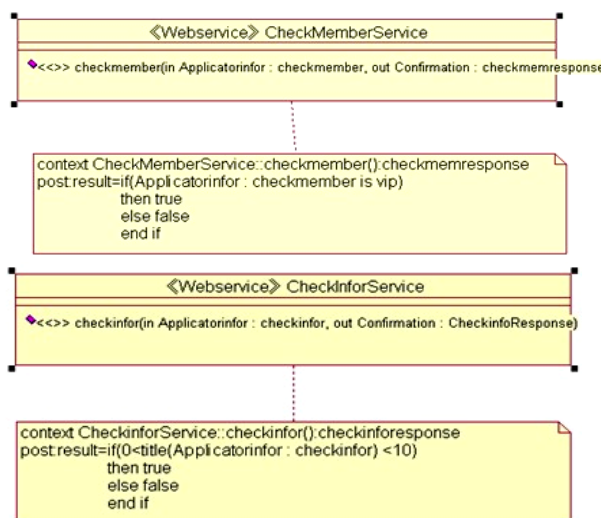 《Webservice》 CheckMemberService
<<>> checkmember(in Applicatorinfor : checkmember, out Confirmation : checkmemresponse
context CheckMemberService::checkmember():checkmemresponse
post:result=if(Applicatorinfor : checkmember is vip)
then true
else false
end if
《Webservice》 CheckInforService
<<>> checkinfor(in Applicatorinfor : checkinfor, out Confirmation : CheckinfoResponse)
context CheckinforService::checkinfor():checkinforesponse
post:result=if(0<title(Applicatorinfor : checkinfor) <10)
then true
else false
end if